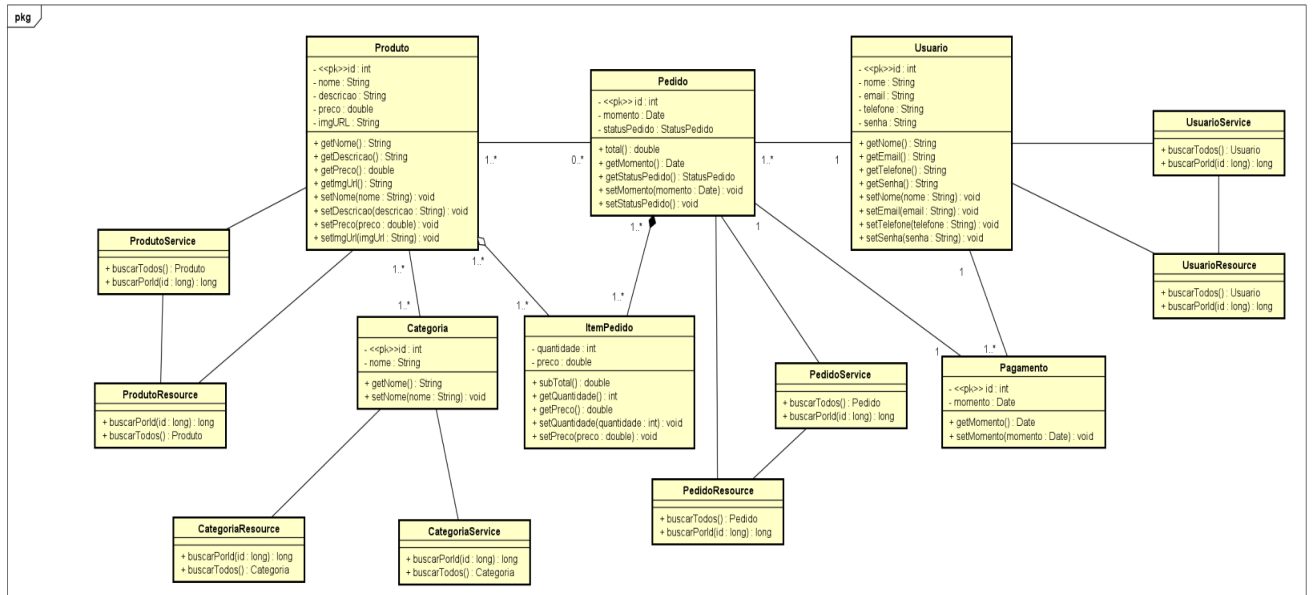 pkg
Produto
- <<pk>>id : int
- nome : String
- descricao : String
- preco : double
- imgURL : String
+ getNome() : String
+ getDescricao() : String
+ getPreco() : double
+ getImgUrl() : String
+ setNome(nome : String) : void
+ setDescricao(descricao : String) : void
+ setPreco(preco : double) : void
+ setImgUrl(imgUrl : String) : void
1..*
0..*
Pedido
- <<pk>> id : int
- momento : Date
- statusPedido : StatusPedido
+ total() : double
+ getMomento() : Date
+ getStatusPedido() : StatusPedido
+ setMomento(momento : Date) : void
+ setStatusPedido() : void
1..*
1
Usuario
- <<pk>>id : int
- nome : String
- email : String
- telefone : String
- senha : String
+ getNome() : String
+ getEmail() : String
+ getTelefone() : String
+ getSenha() : String
+ setNome(nome : String) : void
+ setEmail(email : String) : void
+ setTelefone(telefone : String) : void
+ setSenha(senha : String) : void
UsuarioService
+ buscarTodos() : Usuario
+ buscarPorId(id : long) : long
ProdutoService
+ buscarTodos() : Produto
+ buscarPorId(id : long) : long
1..*
1..*
1..*
1
1
UsuarioResource
+ buscarTodos() : Usuario
+ buscarPorId(id : long) : long
1..*
1..*
Categoria
- <<pk>>id : int
- nome : String
+ getNome() : String
+ setNome(nome : String) : void
ItemPedido
- quantidade : int
- preco : double
+ subTotal() : double
+ getQuantidade() : int
+ getPreco() : double
+ setQuantidade(quantidade : int) : void
+ setPreco(preco : double) : void
1
1..*
Pagamento
- <<pk>> id : int
- momento : Date
+ getMomento() : Date
+ setMomento(momento : Date) : void
PedidoService
+ buscarTodos() : Pedido
+ buscarPorId(id : long) : long
ProdutoResource
+ buscarPorId(id : long) : long
+ buscarTodos() : Produto
PedidoResource
+ buscarTodos() : Pedido
+ buscarPorId(id : long) : long
CategoriaResource
+ buscarPorId(id : long) : long
+ buscarTodos() : Categoria
CategoriaService
+ buscarPorId(id : long) : long
+ buscarTodos() : Categoria